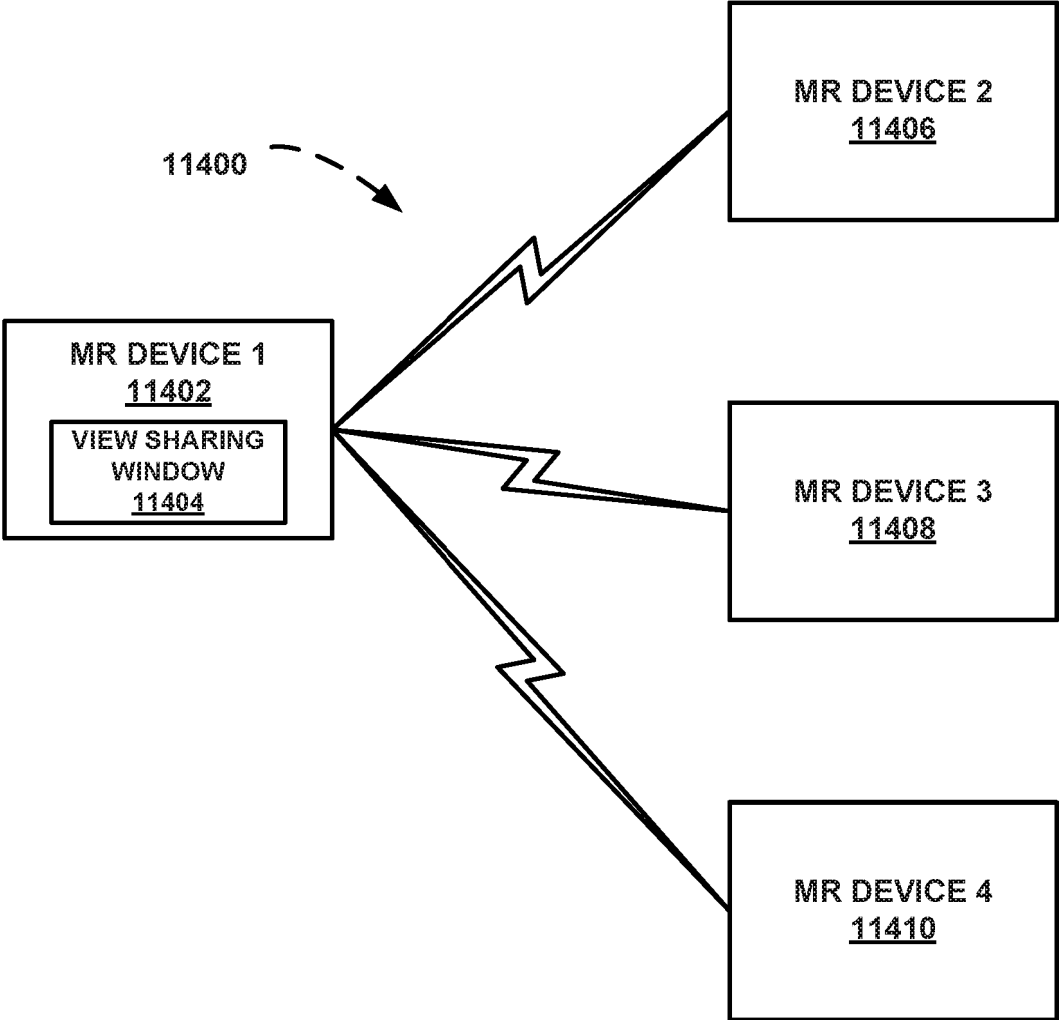 MR DEVICE 2
11406
11400
MR DEVICE 1
11402
VIEW SHARING
WINDOW
11404
MR DEVICE 3
11408
MR DEVICE 4
11410